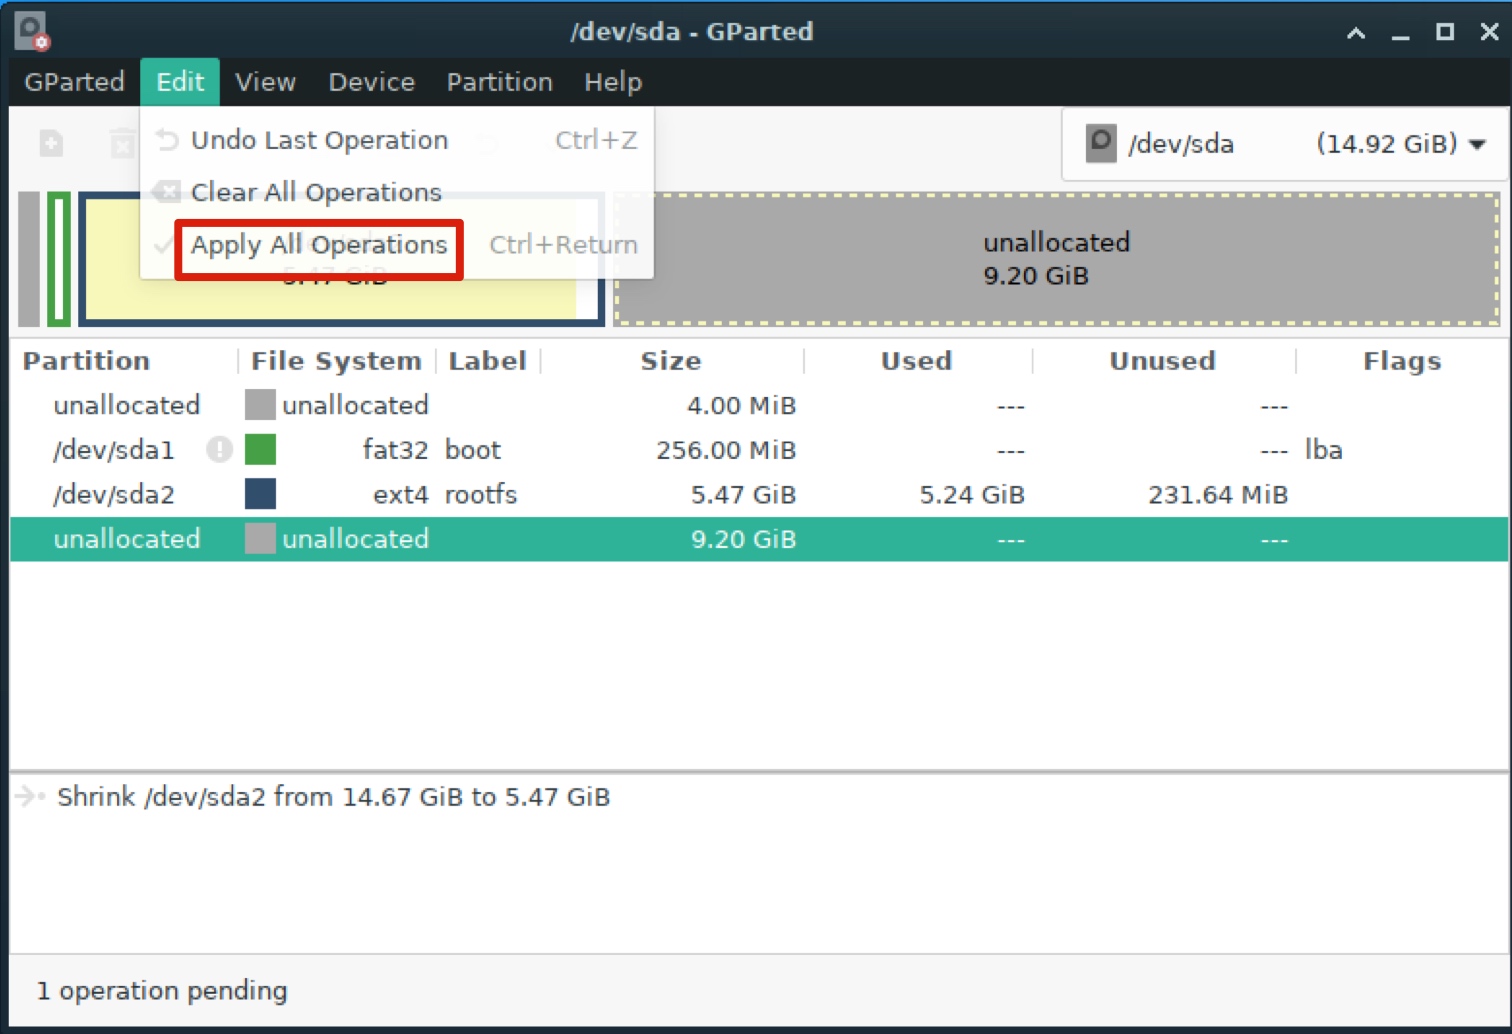 /dev/sda - GParted
GParted Edit View Device Partition Help
Undo Last Operation Ctrl+Z
/dev/sda (14.92 GiB)
Clear All Operations
Apply All Operations Ctrl+Return
5.47 GiB
unallocated
9.20 GiB
Partition File System Label Size Used Unused Flags
unallocated unallocated 4.00 MiB --- ---
/dev/sda1 fat32 boot 256.00 MiB --- --- lba
/dev/sda2 ext4 rootfs 5.47 GiB 5.24 GiB 231.64 MiB
unallocated unallocated 9.20 GiB --- ---
Shrink /dev/sda2 from 14.67 GiB to 5.47 GiB
1 operation pending